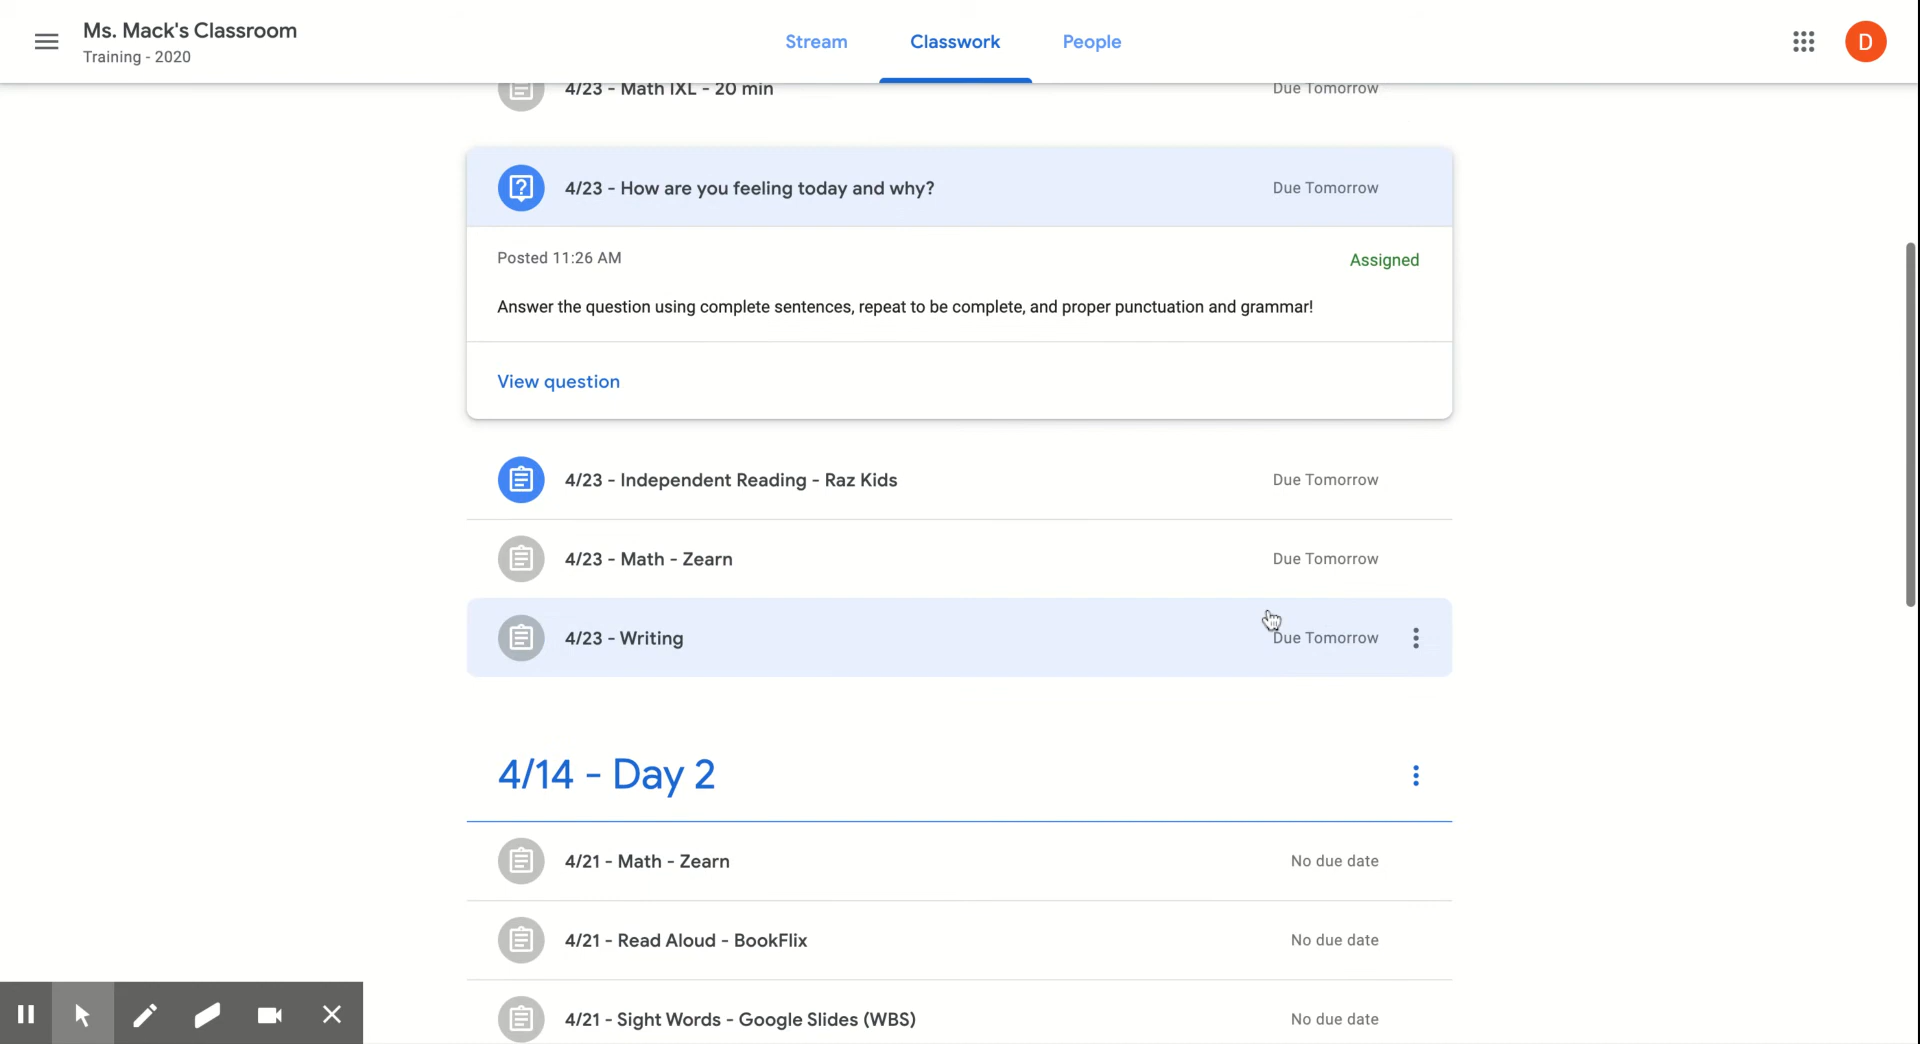 Ms. Mack's Classroom
Training - 2020
Stream
Classwork
People
D
4/23 - Math IXL - 20 min
Due Tomorrow
4/23 - How are you feeling today and why?
Due Tomorrow
Posted 11:26 AM
Assigned
Answer the question using complete sentences, repeat to be complete, and proper punctuation and grammar!
View question
4/23 - Independent Reading - Raz Kids
Due Tomorrow
4/23 - Math - Zearn
Due Tomorrow
4/23 - Writing
Due Tomorrow
4/14 - Day 2
4/21 - Math - Zearn
No due date
4/21 - Read Aloud - BookFlix
No due date
4/21 - Sight Words - Google Slides (WBS)
No due date